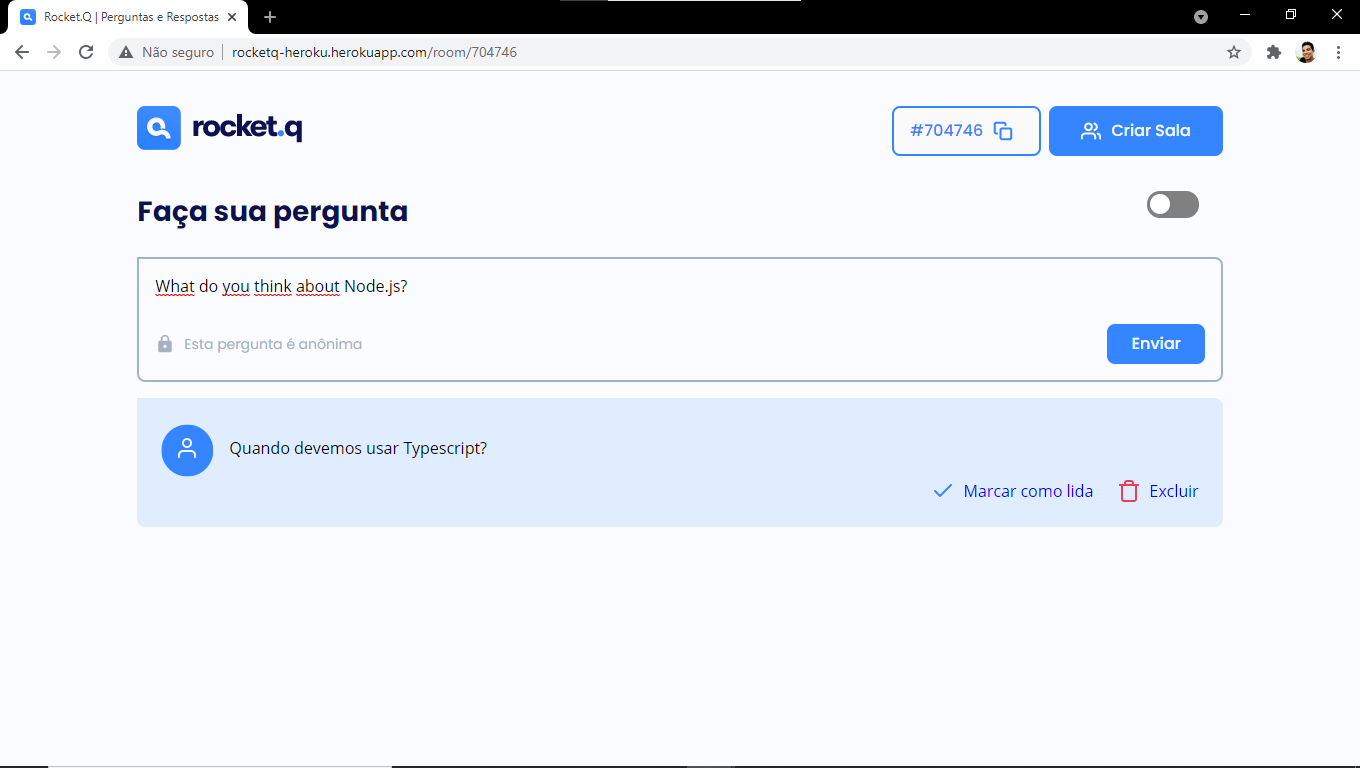 Rocket.Q | Perguntas e Respostas
Não seguro | rocketq-heroku.herokuapp.com/room/704746
rocket.q
#704746
Criar Sala
Faça sua pergunta
What do you think about Node.js?
Esta pergunta é anônima
Enviar
Quando devemos usar Typescript?
Marcar como lida
Excluir